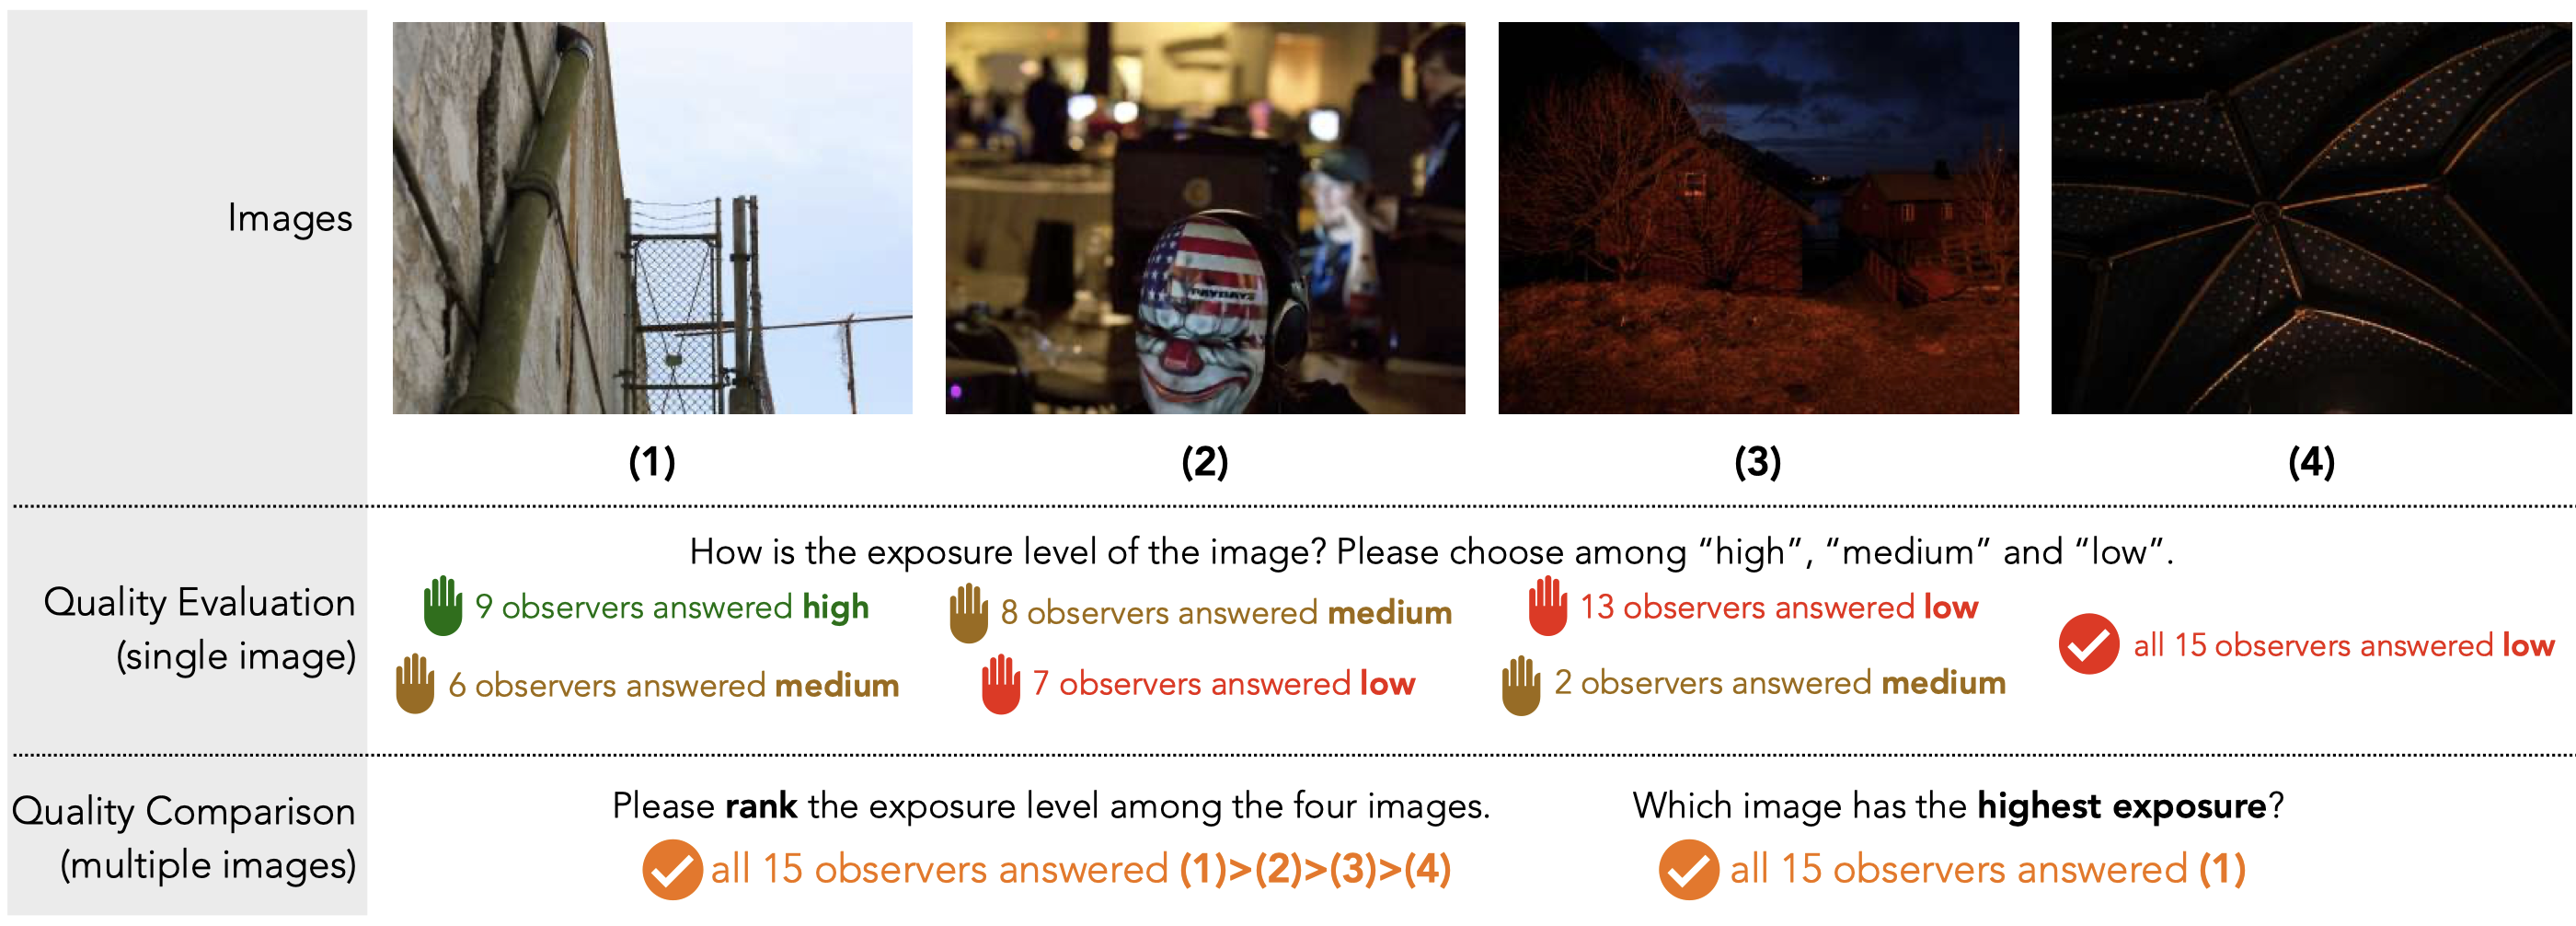 Images
(1)
(2)
(3)
(4)
How is the exposure level of the image? Please choose among “high”, “medium” and “low”.
Quality Evaluation
(single image)
9 observers answered high
6 observers answered medium
8 observers answered medium
7 observers answered low
13 observers answered low
2 observers answered medium
all 15 observers answered low
Quality Comparison
(multiple images)
Please rank the exposure level among the four images.
all 15 observers answered (1)>(2)>(3)>(4)
Which image has the highest exposure?
all 15 observers answered (1)